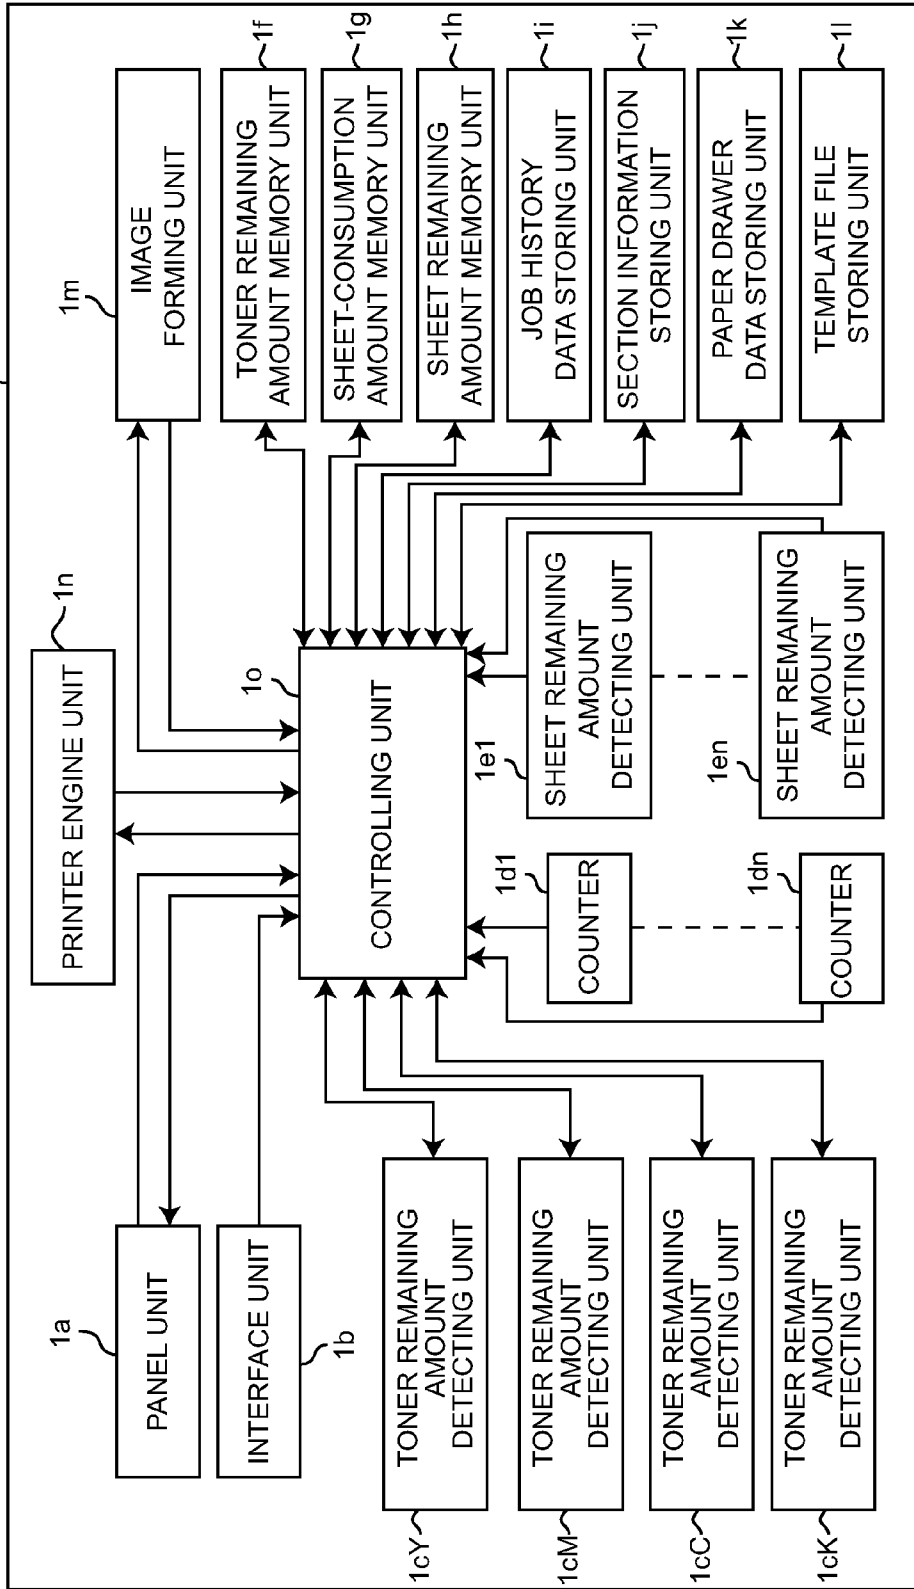 1a
PANEL UNIT
INTERFACE UNIT
1b
1n
PRINTER ENGINE UNIT
1m
IMAGE
FORMING UNIT
1o
CONTROLLING UNIT
1cY
TONER REMAINING
AMOUNT
DETECTING UNIT
1cM
TONER REMAINING
AMOUNT
DETECTING UNIT
1cC
TONER REMAINING
AMOUNT
DETECTING UNIT
1cK
TONER REMAINING
AMOUNT
DETECTING UNIT
1d1
COUNTER
1dn
COUNTER
1e1
SHEET REMAINING
AMOUNT
DETECTING UNIT
1en
SHEET REMAINING
AMOUNT
DETECTING UNIT
1f
TONER REMAINING
AMOUNT MEMORY UNIT
1g
SHEET-CONSUMPTION
AMOUNT MEMORY UNIT
1h
SHEET REMAINING
AMOUNT MEMORY UNIT
1i
JOB HISTORY
DATA STORING UNIT
1j
SECTION INFORMATION
STORING UNIT
1k
PAPER DRAWER
DATA STORING UNIT
1l
TEMPLATE FILE
STORING UNIT